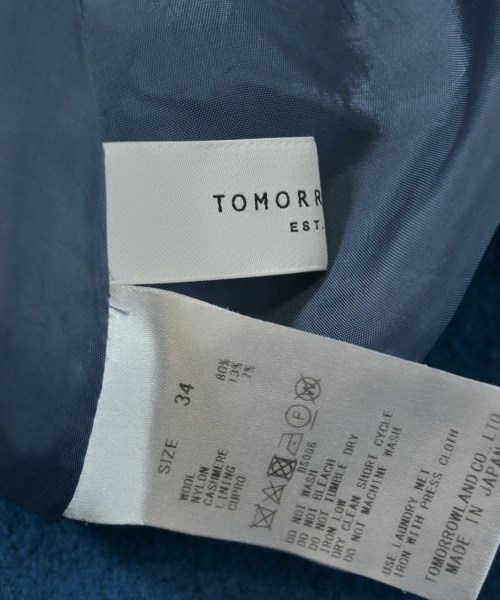 TOMORR
EST.
SIZE 34
WOOL 80%
NYLON 13%
CASHMERE 7%
LINING
CUPRO
DS006
DO NOT WASH
DO NOT BLEACH
DO NOT TUMBLE DRY
IRON LOW
DRY CLEAN SHORT CYCLE
DO NOT MACHINE WASH
USE LAUNDRY NET
IRON WITH PRESS CLOTH
TOMORROWLAND CO., LTD.
MADE IN JAPAN